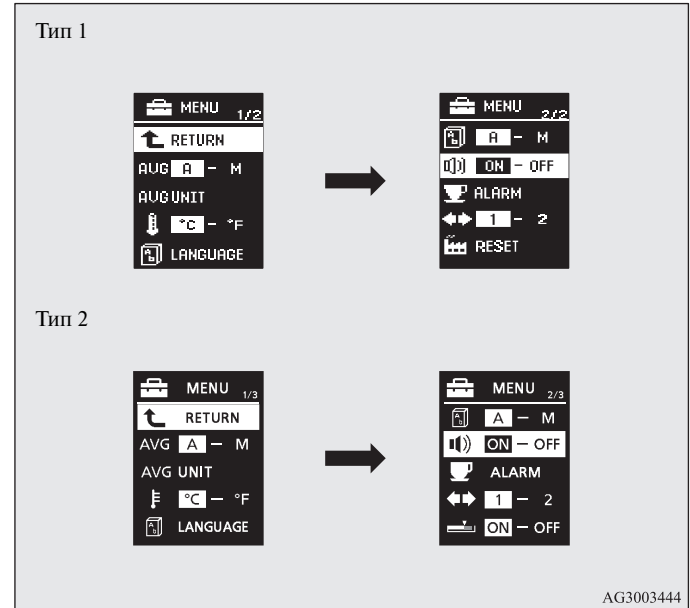 Тип 1
MENU 1/2
RETURN
AVG A - M
AVG UNIT
°C - °F
LANGUAGE
MENU 2/2
A - M
ON - OFF
ALARM
1 - 2
RESET
Тип 2
MENU 1/3
RETURN
AVG A - M
AVG UNIT
°C - °F
LANGUAGE
MENU 2/3
A - M
ON - OFF
ALARM
1 - 2
ON - OFF
AG3003444